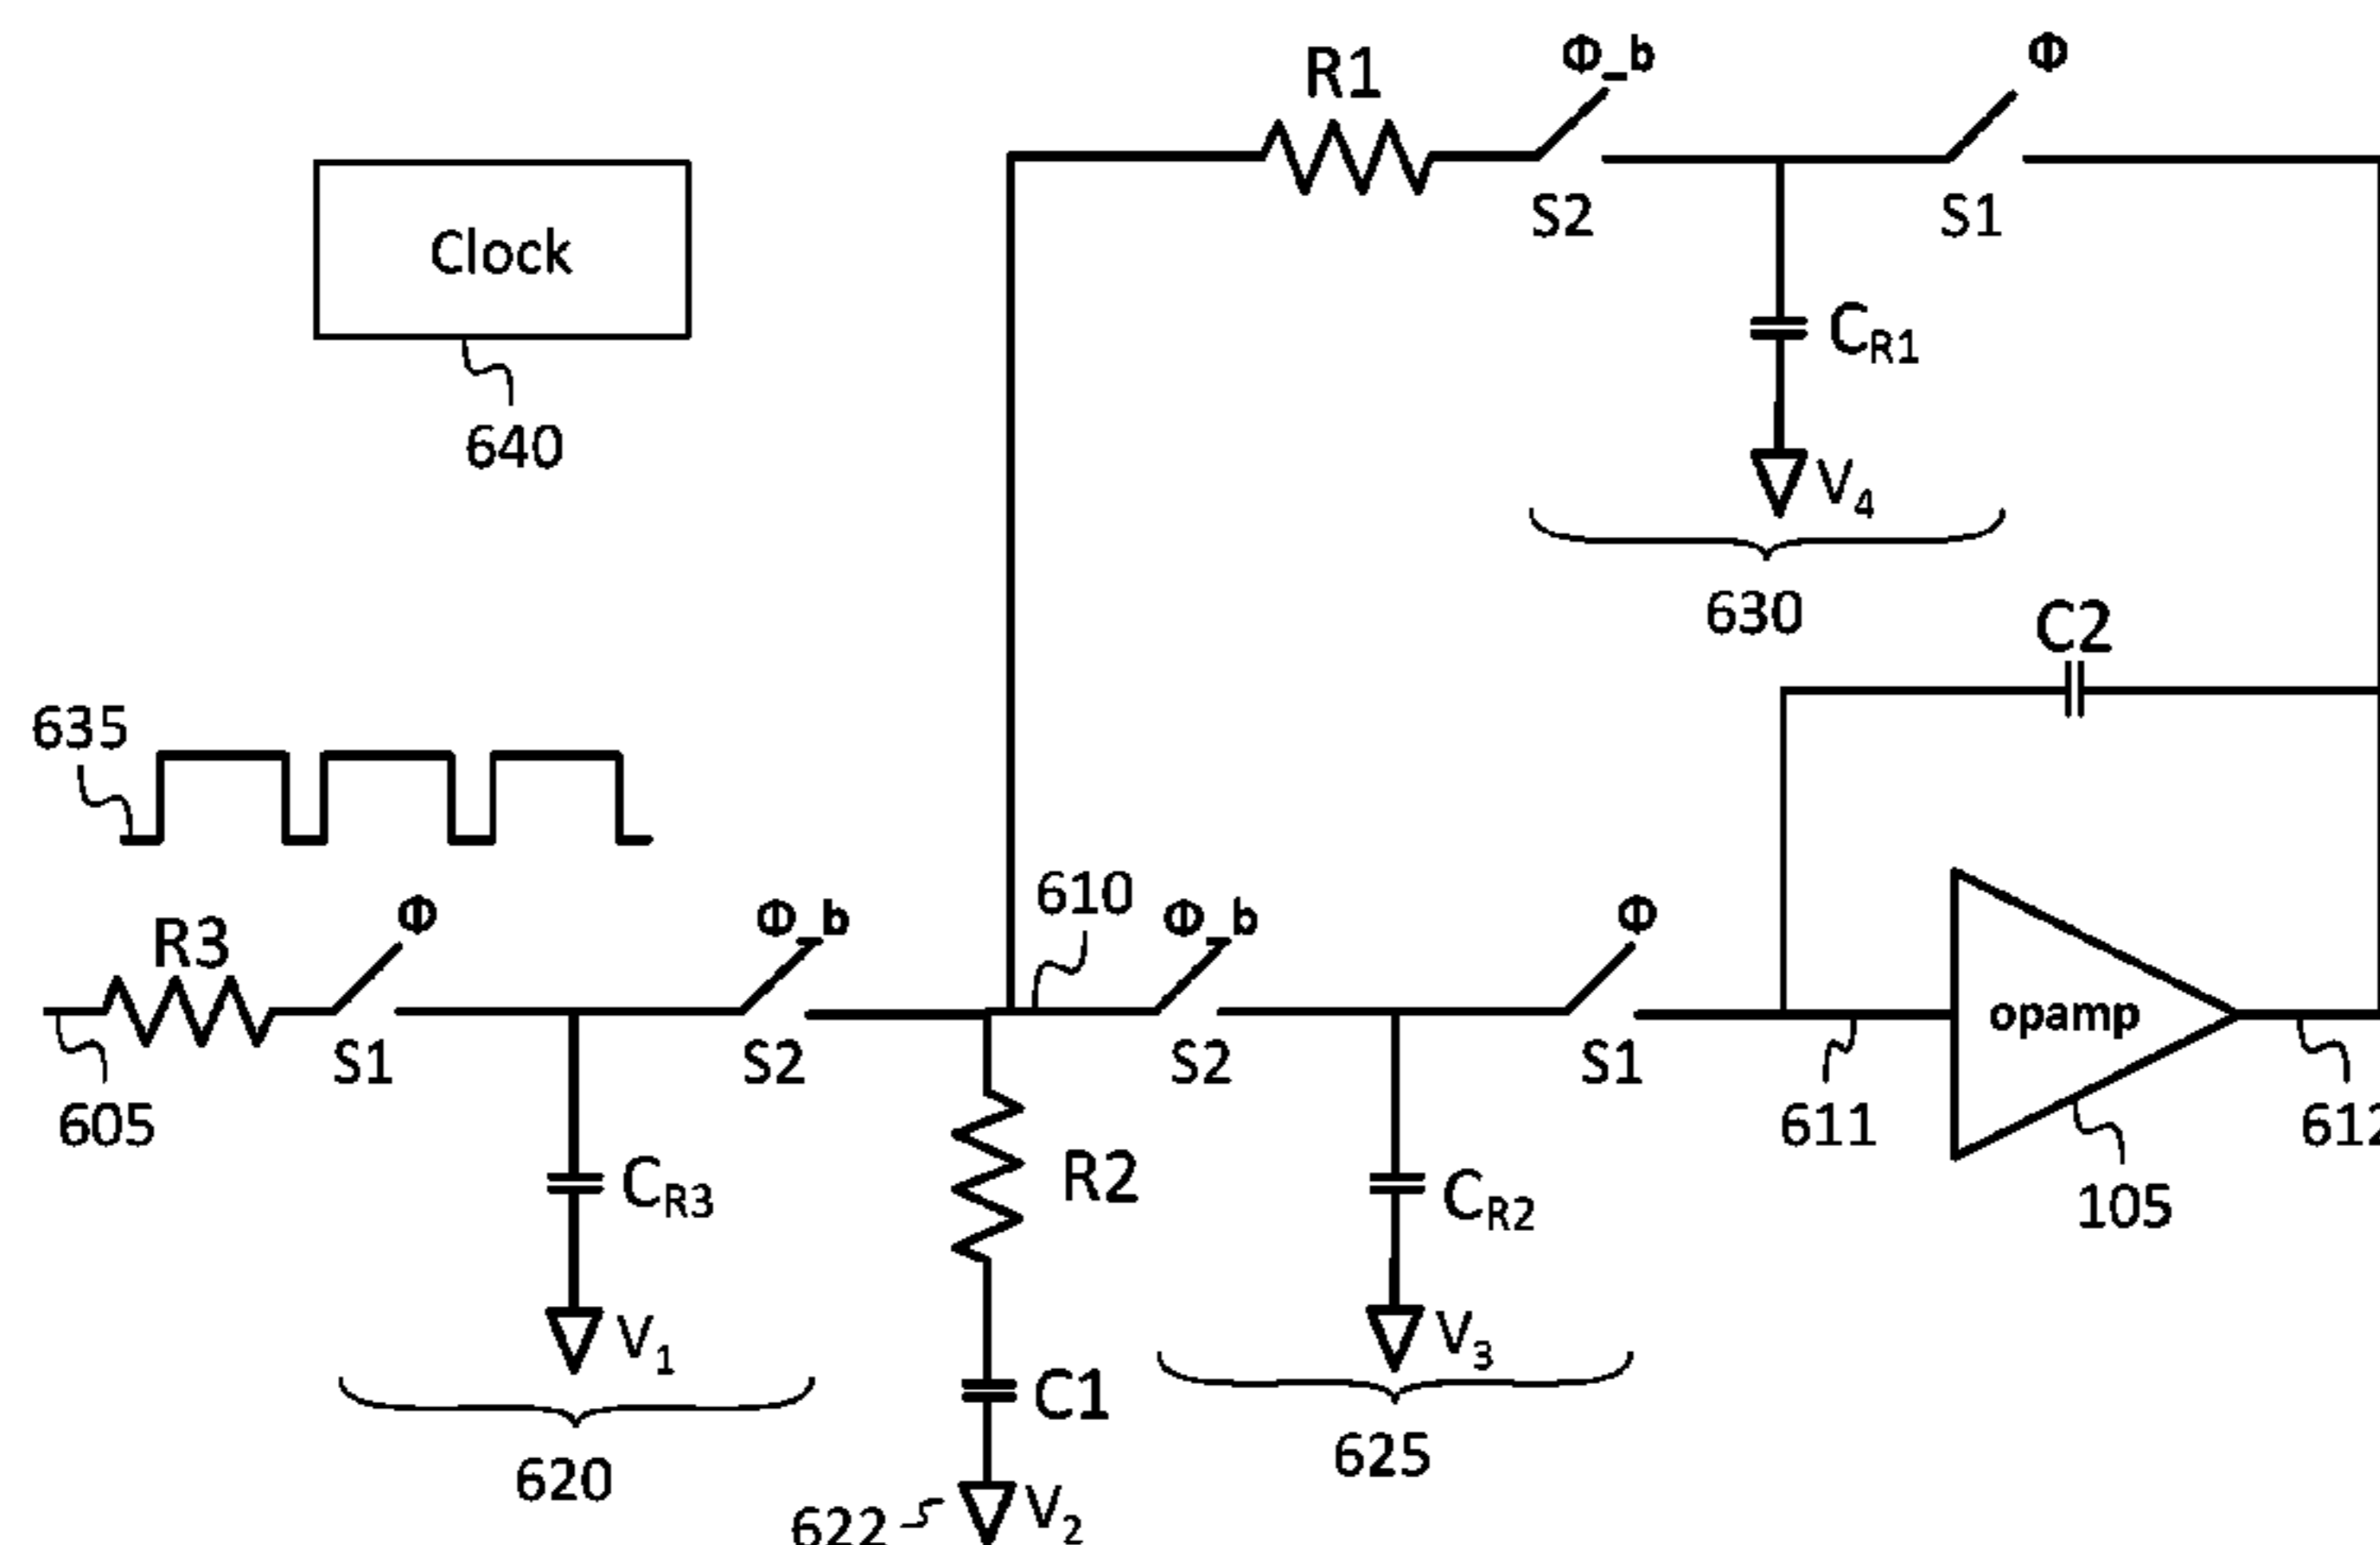 R1
Φ_b
Φ
Clock
S2
S1
C_R1
640
V_4
630
C2
635
610
Φ
Φ_b
Φ_b
Φ
R3
opamp
S1
S2
S2
S1
605
611
612
C_R3
R2
C_R2
105
V_1
V_3
C1
620
625
622
V_2